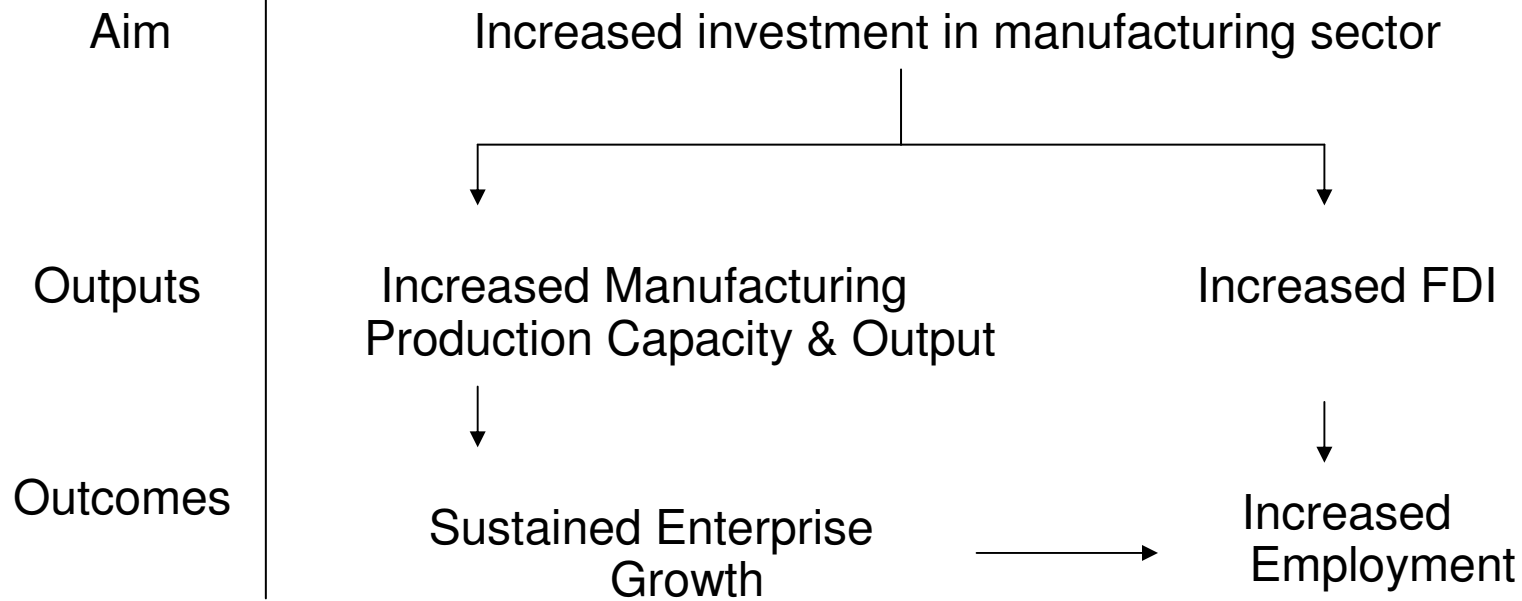 Aim
Increased investment in manufacturing sector
Outputs
Increased Manufacturing
Production Capacity & Output
Increased FDI
Outcomes
Sustained Enterprise
Growth
Increased
Employment